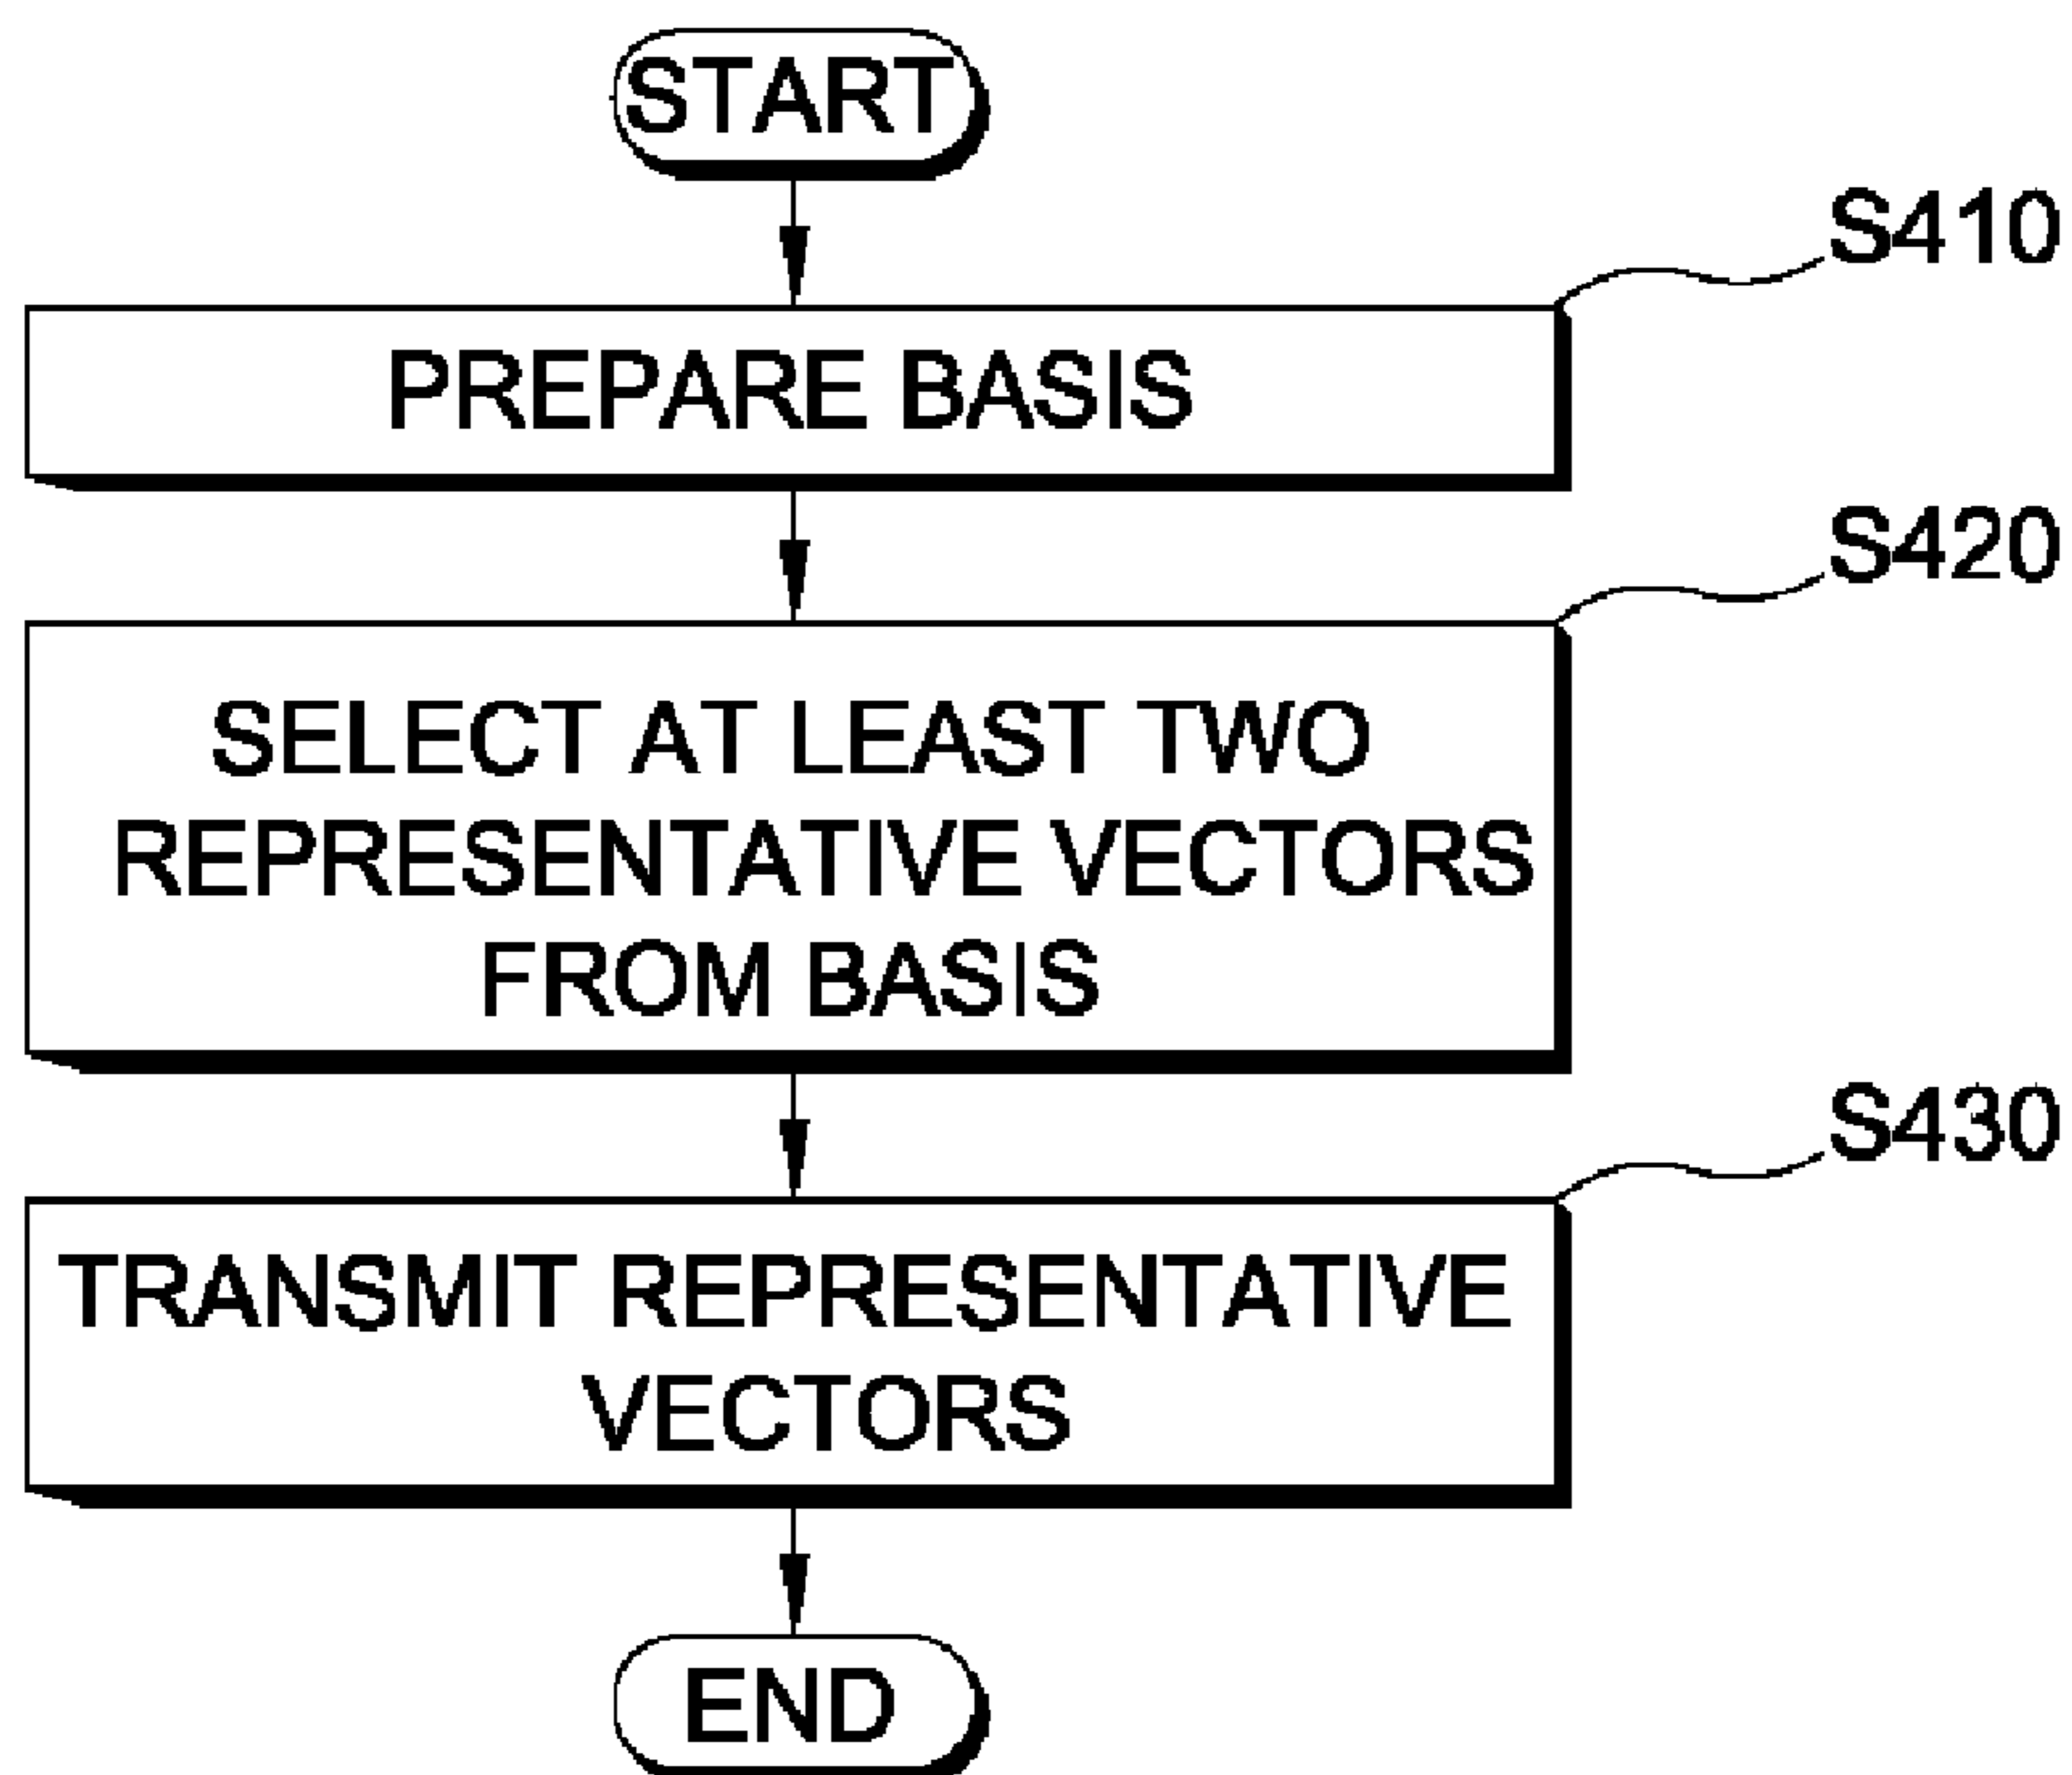 START
S410
PREPARE BASIS
S420
SELECT AT LEAST TWO
REPRESENTATIVE VECTORS
FROM BASIS
S430
TRANSMIT REPRESENTATIVE
VECTORS
END